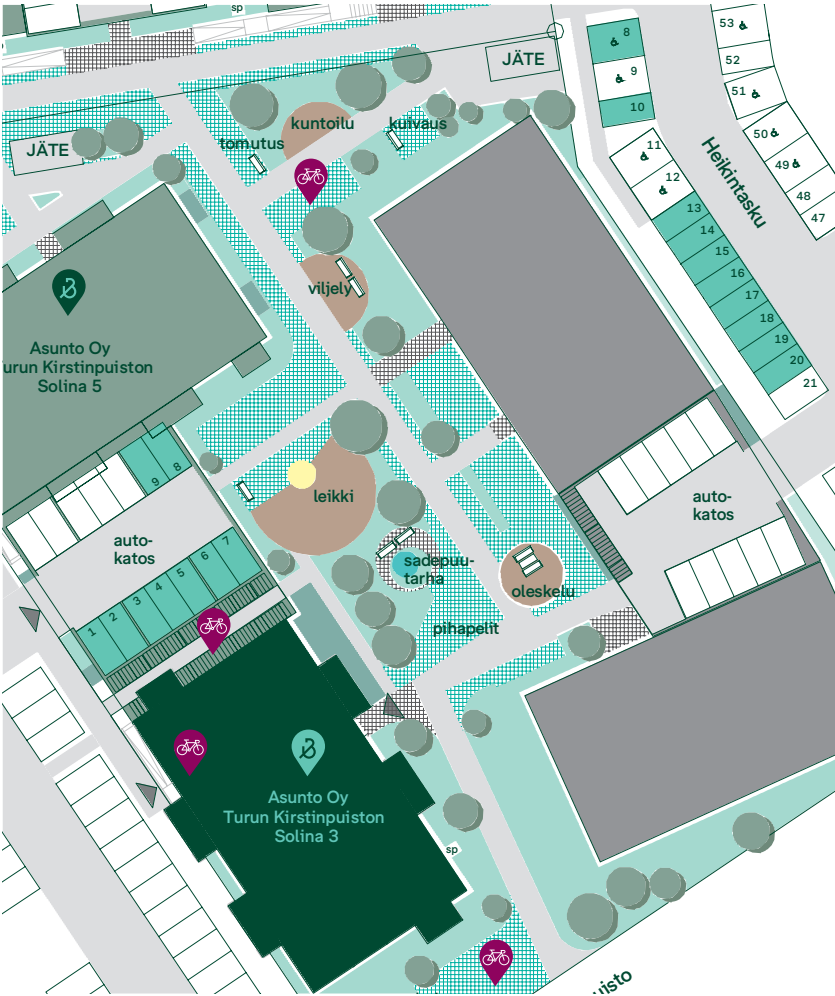 sp
JÄTE
8
9
10
53
52
51
50
49
48
47
11
12
13
14
15
16
17
18
19
20
21
Heikintasku
kuntoilu
kuivaus
tomutus
JÄTE
viljely
Asunto Oy
Turun Kirstinpuiston
Solina 5
9
8
leikki
auto-
katos
auto-
katos
sadepuu-
tarha
oleskelu
pihapelit
1
2
3
4
5
6
7
Asunto Oy
Turun Kirstinpuiston
Solina 3
sp
uisto